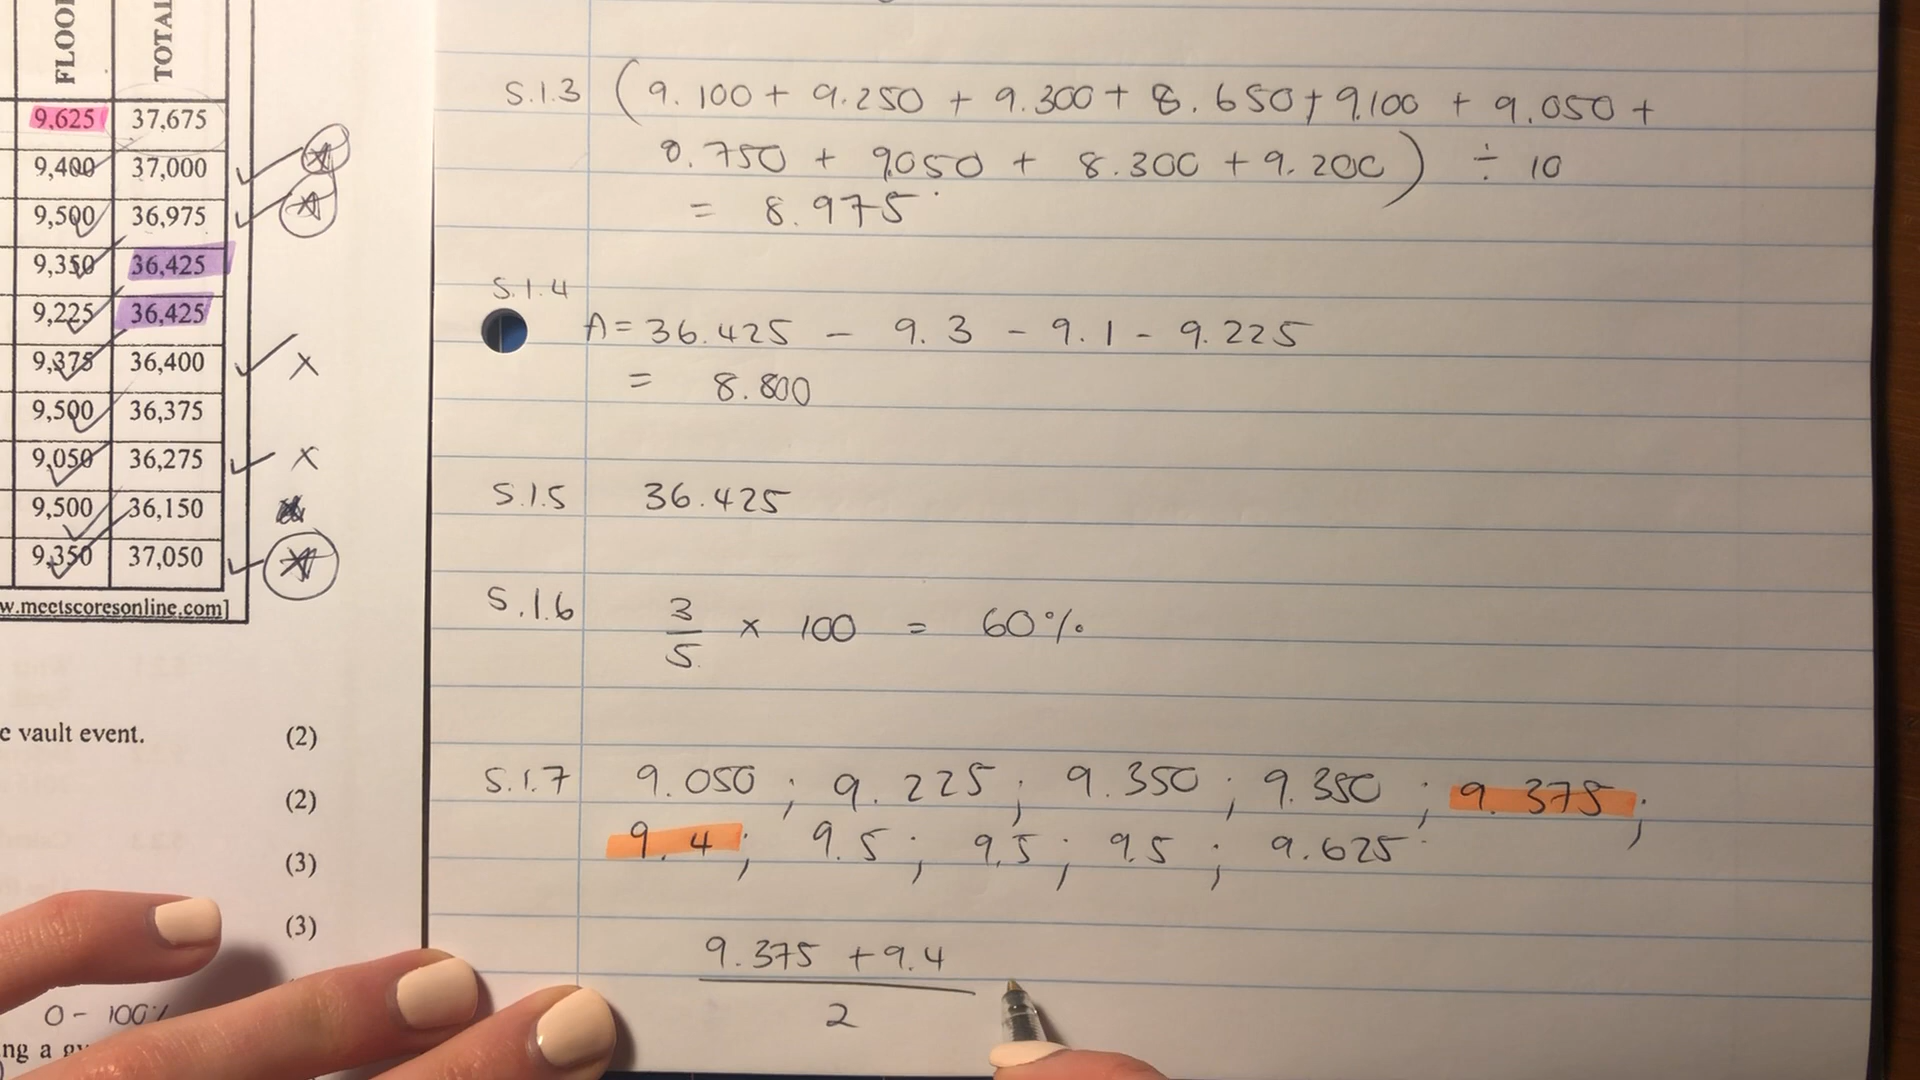 FLOOR TOTAL
9,625 37,675
9,400 37,000
9,500 36,975
9,350 36,425
9,225 36,425
9,375 36,400
9,500 36,375
9,050 36,275
9,500 36,150
9,350 37,050
w.meetscoresonline.com]
e vault event. (2)
(2)
(3)
(3)
0 - 100%
ng a
5.1.3 (9.100 + 9.250 + 9.300 + 8.650 + 9.100 + 9.050 +
8.750 + 9.050 + 8.300 + 9.200) ÷ 10
= 8.975
5.1.4
A = 36.425 - 9.3 - 9.1 - 9.225
= 8.800
5.1.5 36.425
5.1.6 3/5 × 100 = 60%
5.1.7 9.050 ; 9.225 ; 9.350 ; 9.350 ; 9.375 ;
9.4 ; 9.5 ; 9.5 ; 9.5 ; 9.625
9.375 + 9.4
2